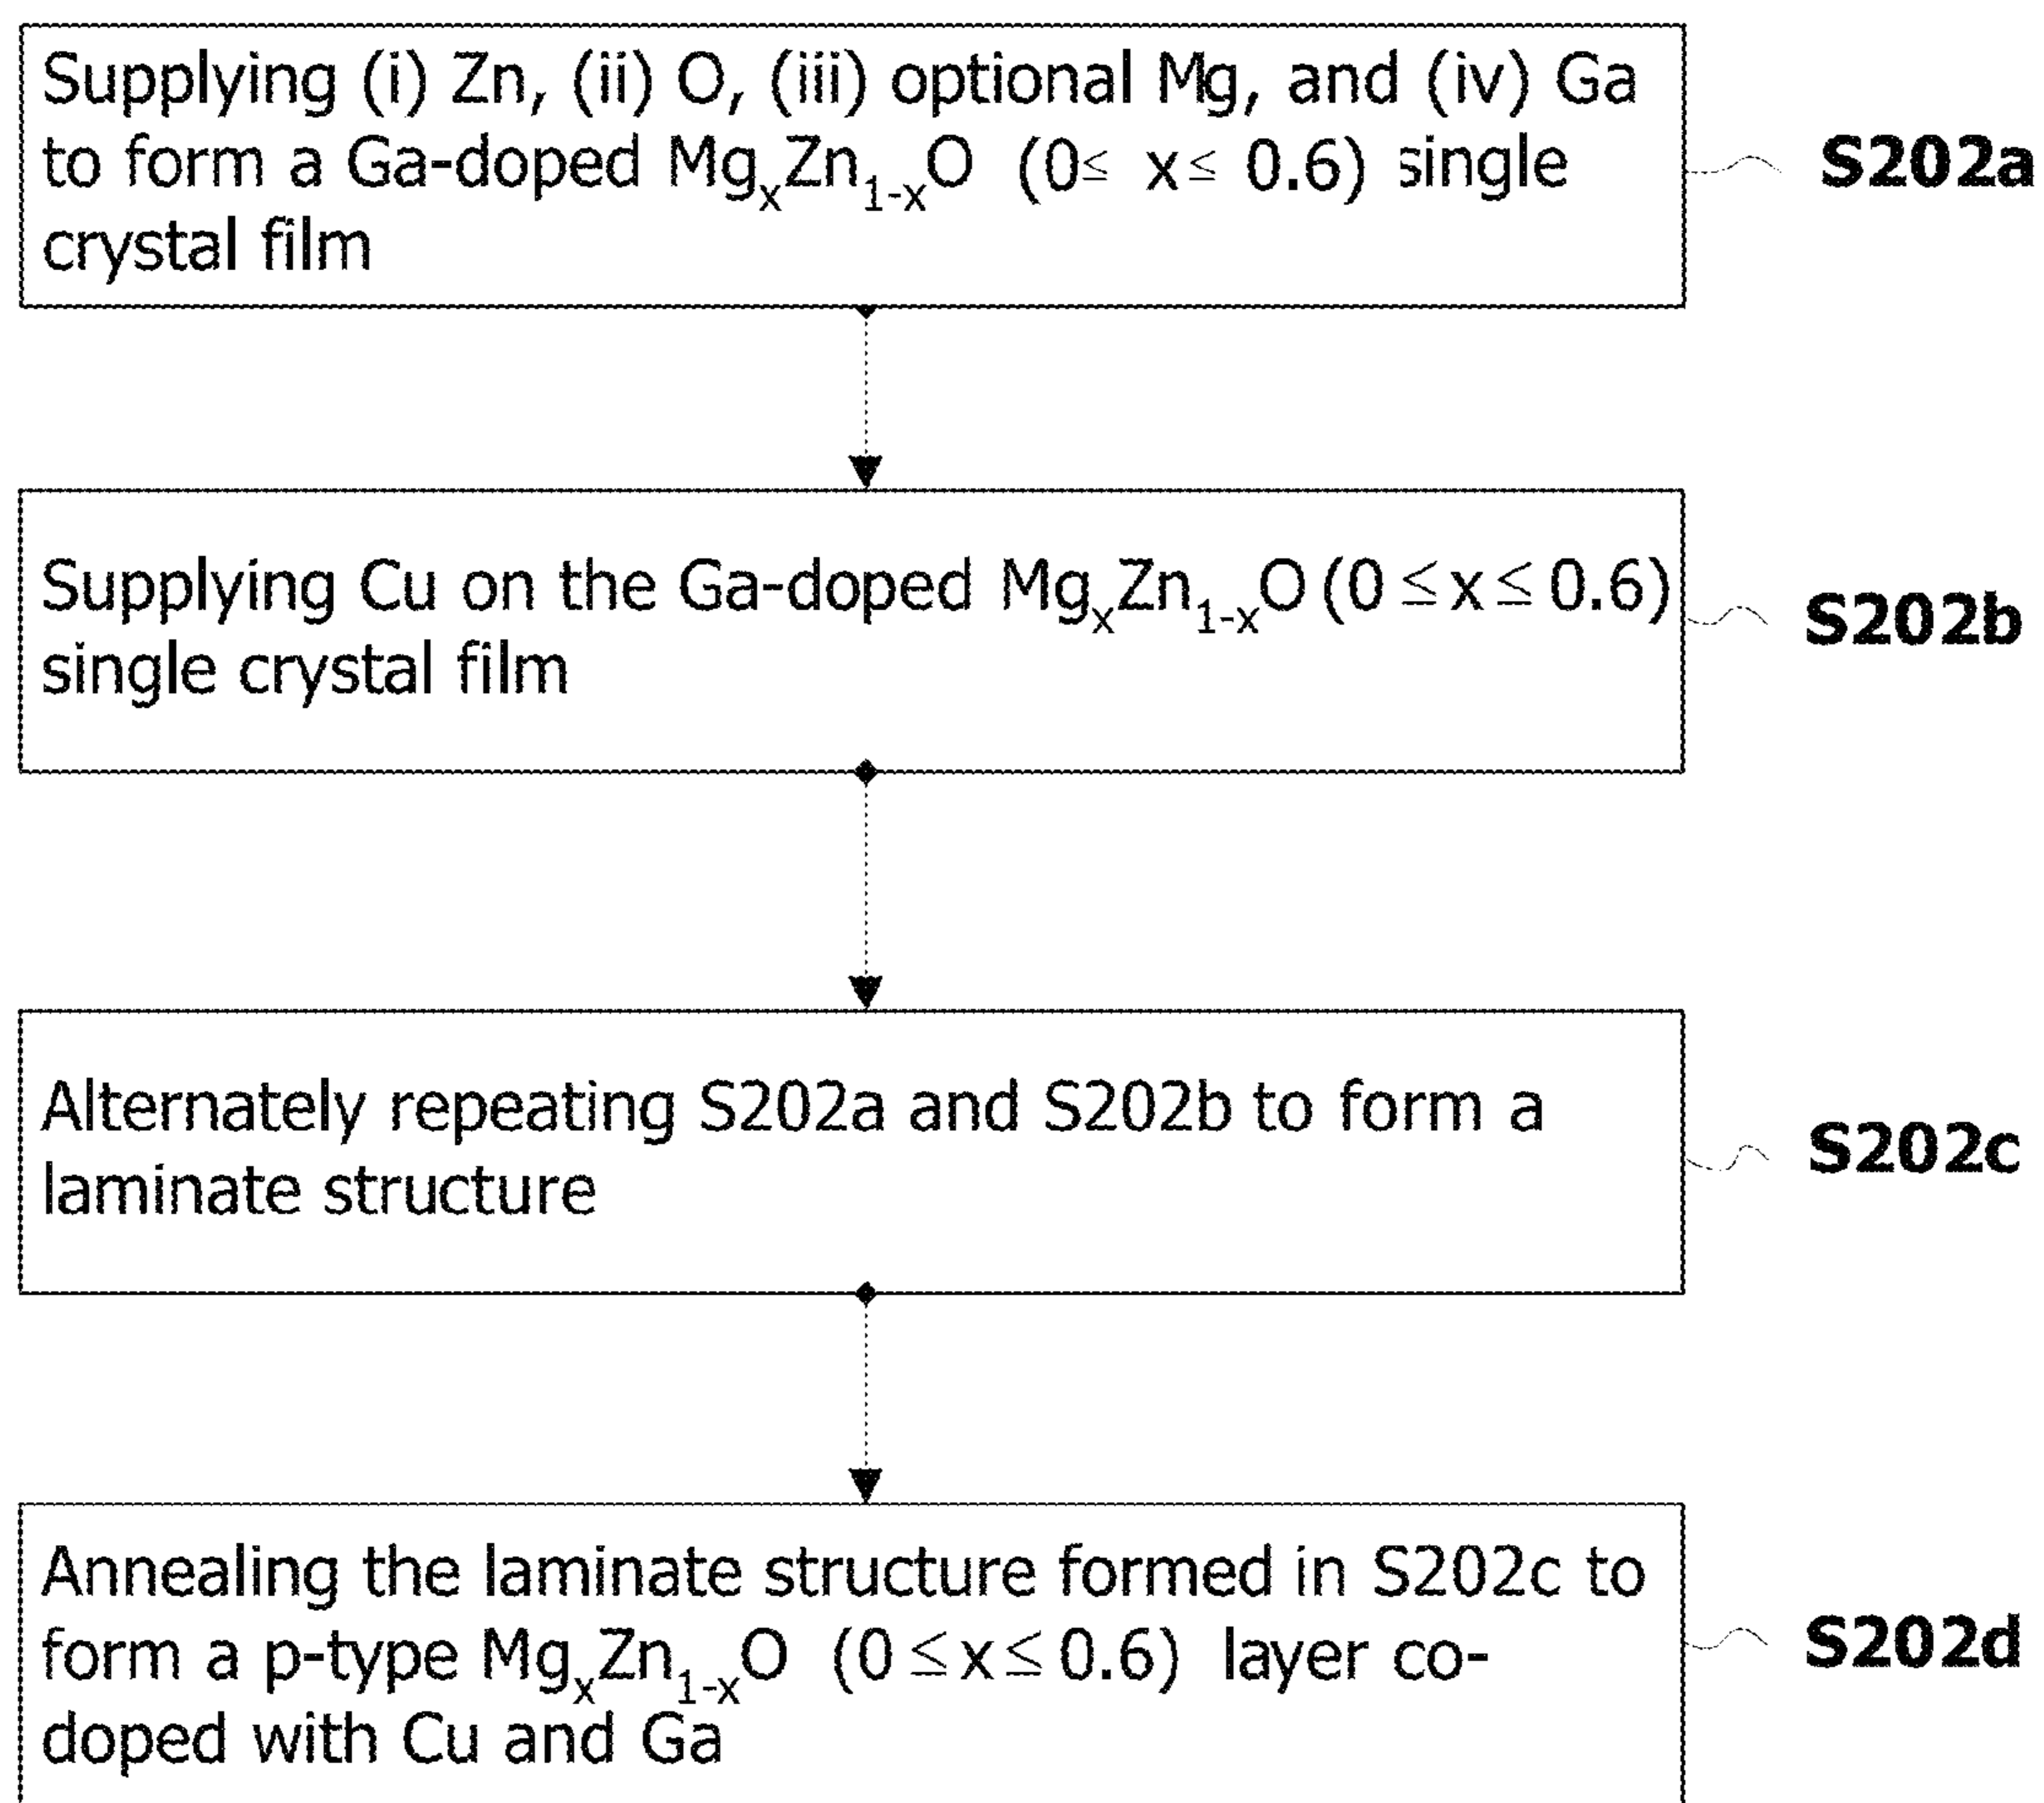 Supplying (i) Zn, (ii) O, (iii) optional Mg, and (iv) Ga
to form a Ga-doped MgₓZn₁₋ₓO (0≤ x≤ 0.6) single
crystal film
S202a
Supplying Cu on the Ga-doped MgₓZn₁₋ₓO (0 ≤ x ≤ 0.6)
single crystal film
S202b
Alternately repeating S202a and S202b to form a
laminate structure
S202c
Annealing the laminate structure formed in S202c to
form a p-type MgₓZn₁₋ₓO (0 ≤ x ≤ 0.6) layer co-
doped with Cu and Ga
S202d